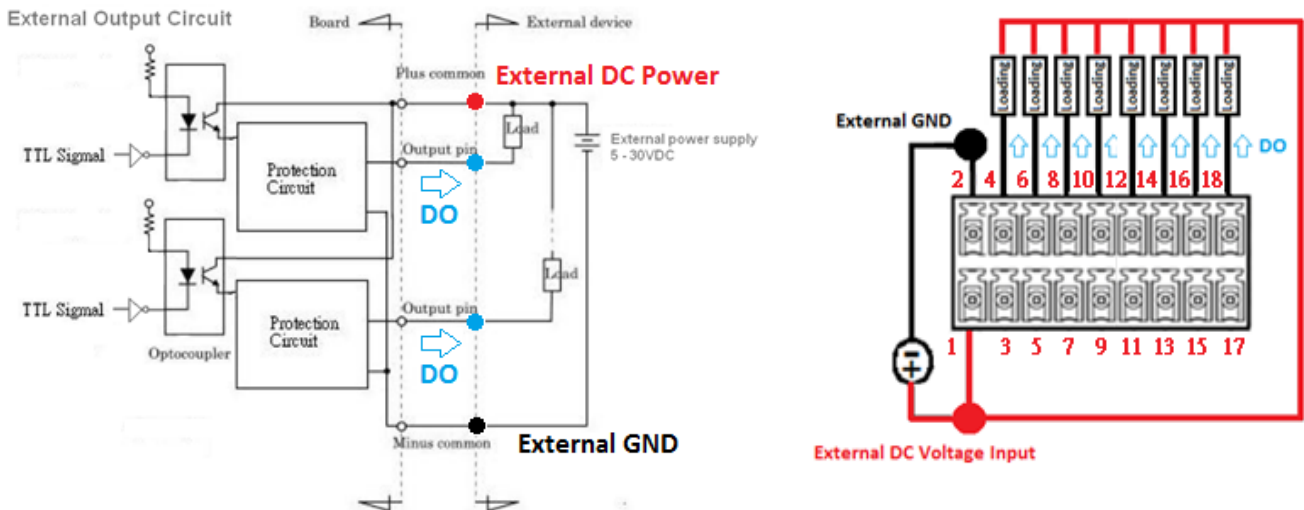 External Output Circuit
Board
External device
Plus common
External DC Power
Load
External power supply
5 - 30VDC
TTL Sigmal
Protection
Circuit
Output pin
DO
Load
TTL Sigmal
Optocoupler
Protection
Circuit
Output pin
DO
Minus common
External GND
External GND
Loading
Loading
Loading
Loading
Loading
Loading
Loading
Loading
DO
2 4 6 8 10 12 14 16 18
1 3 5 7 9 11 13 15 17
- +
External DC Voltage Input